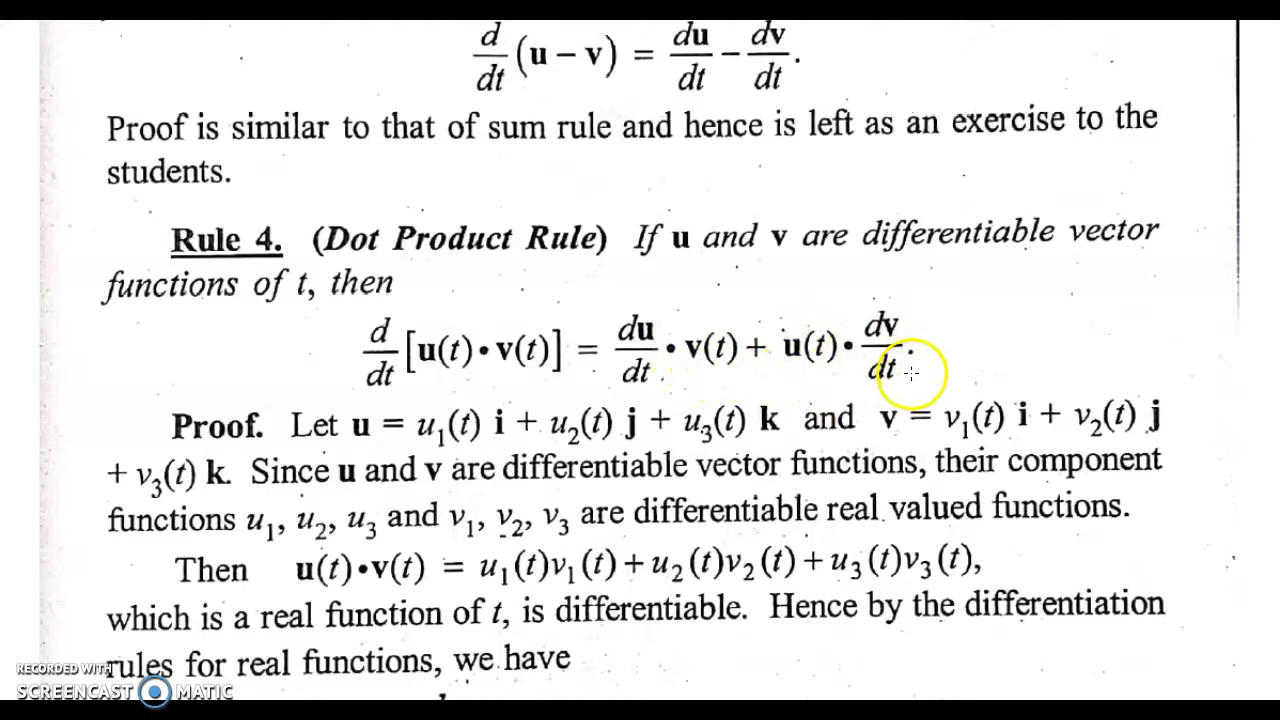 d/dt (u − v) = du/dt − dv/dt.
Proof is similar to that of sum rule and hence is left as an exercise to the
students.
Rule 4. (Dot Product Rule) If u and v are differentiable vector
functions of t, then
d/dt [u(t)•v(t)] = du/dt • v(t) + u(t)• dv/dt.
Proof. Let u = u₁(t) i + u₂(t) j + u₃(t) k and v = v₁(t) i + v₂(t) j
+ v₃(t) k. Since u and v are differentiable vector functions, their component
functions u₁, u₂, u₃ and v₁, v₂, v₃ are differentiable real valued functions.
Then u(t)•v(t) = u₁(t)v₁(t) + u₂(t)v₂(t) + u₃(t)v₃(t),
which is a real function of t, is differentiable. Hence by the differentiation
rules for real functions, we have
RECORDED WITH
SCREENCAST MATIC